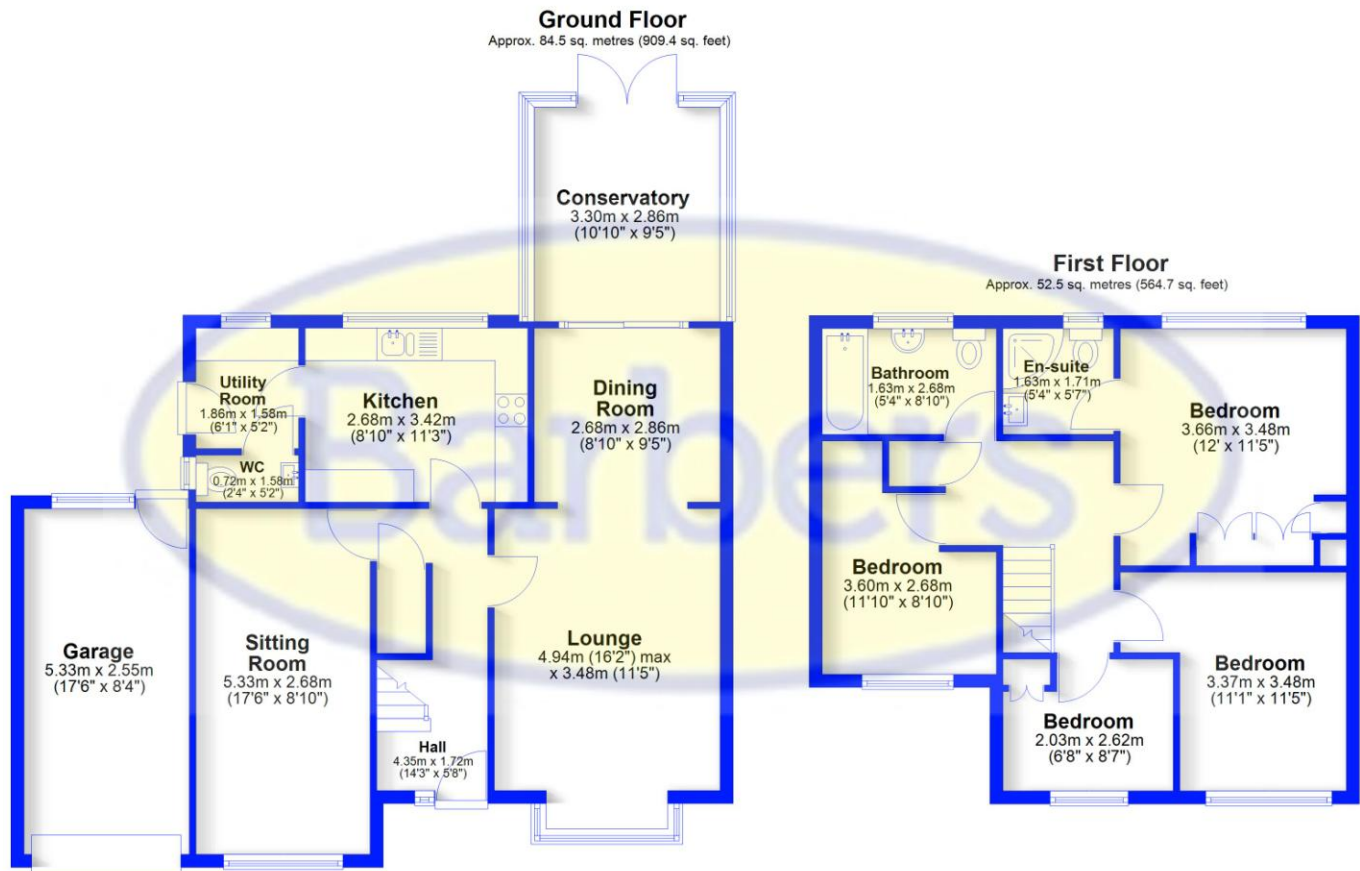 Ground Floor
Approx. 84.5 sq. metres (909.4 sq. feet)
Conservatory
3.30m x 2.86m
(10'10" x 9'5")
Utility
Room
1.86m x 1.58m
(6'1" x 5'2")
Kitchen
2.68m x 3.42m
(8'10" x 11'3")
Dining
Room
2.68m x 2.86m
(8'10" x 9'5")
WC
0.72m x 1.58m
(2'4" x 5'2")
Garage
5.33m x 2.55m
(17'6" x 8'4")
Sitting
Room
5.33m x 2.68m
(17'6" x 8'10")
Lounge
4.94m (16'2") max
x 3.48m (11'5")
Hall
4.35m x 1.72m
(14'3" x 5'8")
First Floor
Approx. 52.5 sq. metres (564.7 sq. feet)
Bathroom
1.63m x 2.68m
(5'4" x 8'10")
En-suite
1.63m x 1.71m
(5'4" x 5'7")
Bedroom
3.66m x 3.48m
(12' x 11'5")
Bedroom
3.60m x 2.68m
(11'10" x 8'10")
Bedroom
3.37m x 3.48m
(11'1" x 11'5")
Bedroom
2.03m x 2.62m
(6'8" x 8'7")
Barbers